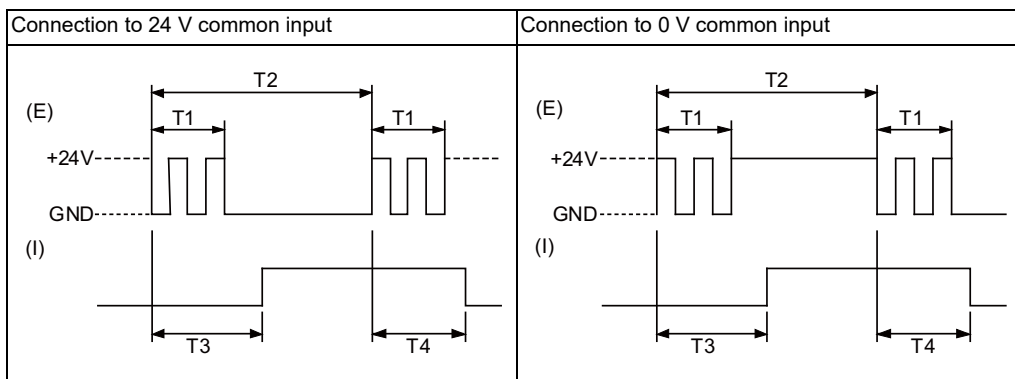 Connection to 24 V common input
Connection to 0 V common input
T2
(E)
T1
T1
+24V
GND
(I)
T3
T4
T2
(E)
T1
T1
+24V
GND
(I)
T3
T4